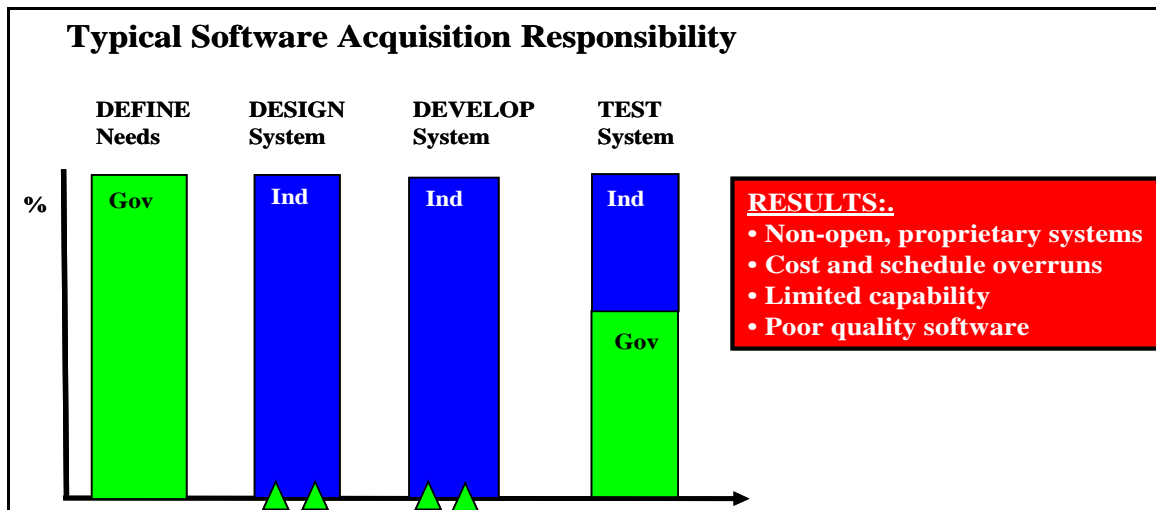 Typical Software Acquisition Responsibility
DEFINE
Needs
DESIGN
System
DEVELOP
System
TEST
System
%
Gov
Ind
Ind
Ind
Gov
RESULTS:.
• Non-open, proprietary systems
• Cost and schedule overruns
• Limited capability
• Poor quality software